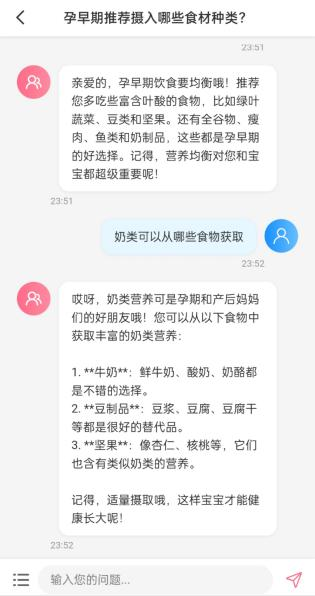 孕早期推荐摄入哪些食材种类?
23:51
亲爱的，孕早期饮食要均衡哦！推荐
您多吃些富含叶酸的食物，比如绿叶
蔬菜、豆类和坚果。还有全谷物、瘦
肉、鱼类和奶制品，这些都是孕早期
的好选择。记得，营养均衡对您和宝
宝都超级重要呢！
23:51
奶类可以从哪些食物获取
23:52
哎呀，奶类营养可是孕期和产后妈妈
们的好朋友哦！您可以从以下食物中
获取丰富的奶类营养：
1. **牛奶**：鲜牛奶、酸奶、奶酪都
是不错的选择。
2. **豆制品**：豆浆、豆腐、豆腐干
等都是很好的替代品。
3. **坚果**：像杏仁、核桃等，它们
也含有类似奶类的营养。
记得，适量摄取哦，这样宝宝才能健
康长大呢！
23:52
输入您的问题...